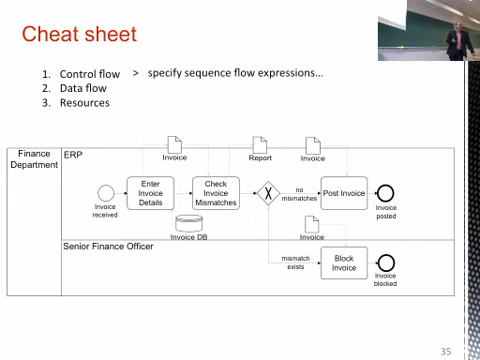 Cheat sheet
1. Control flow > specify sequence flow expressions...
2. Data flow
3. Resources
Finance
Department
ERP
Invoice
Report
Invoice
Enter
Invoice
Details
Check
Invoice
Mismatches
X
no
mismatches
Post Invoice
Invoice
received
Invoice
posted
Invoice DB
Invoice
Senior Finance Officer
mismatch
exists
Block
Invoice
Invoice
blocked
35